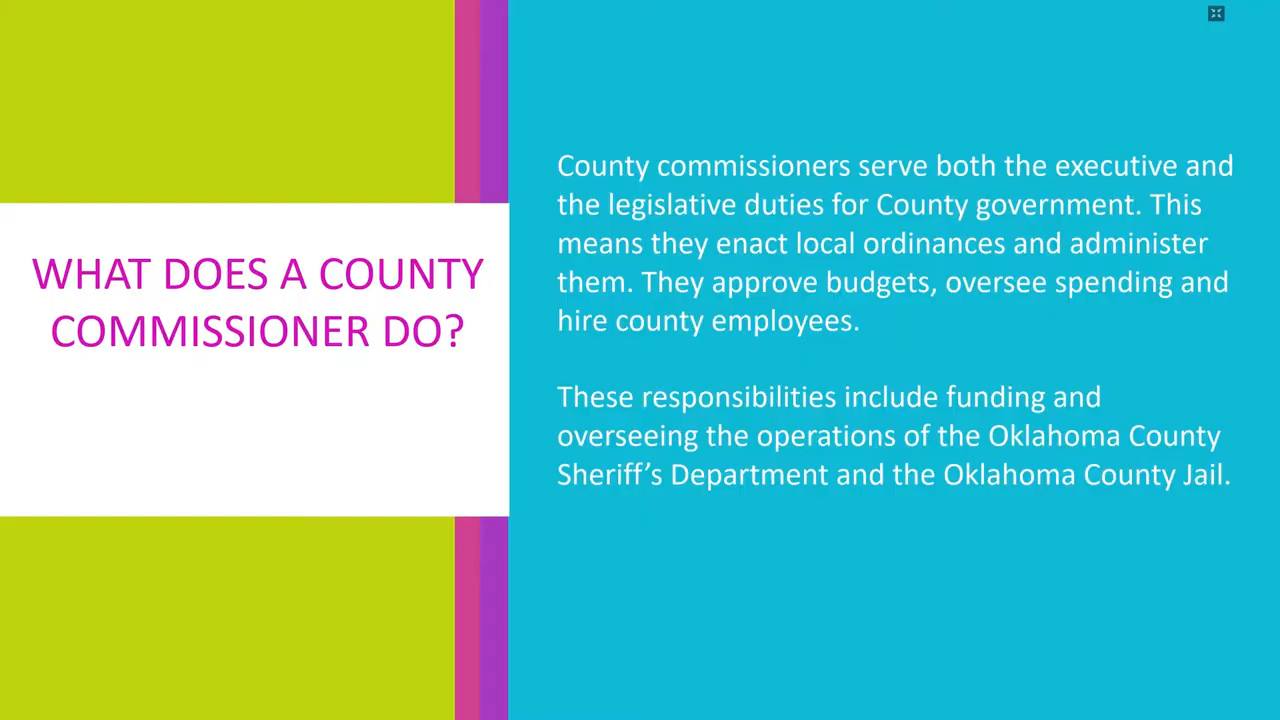 WHAT DOES A COUNTY
COMMISSIONER DO?
County commissioners serve both the executive and
the legislative duties for County government. This
means they enact local ordinances and administer
them. They approve budgets, oversee spending and
hire county employees.
These responsibilities include funding and
overseeing the operations of the Oklahoma County
Sheriff’s Department and the Oklahoma County Jail.